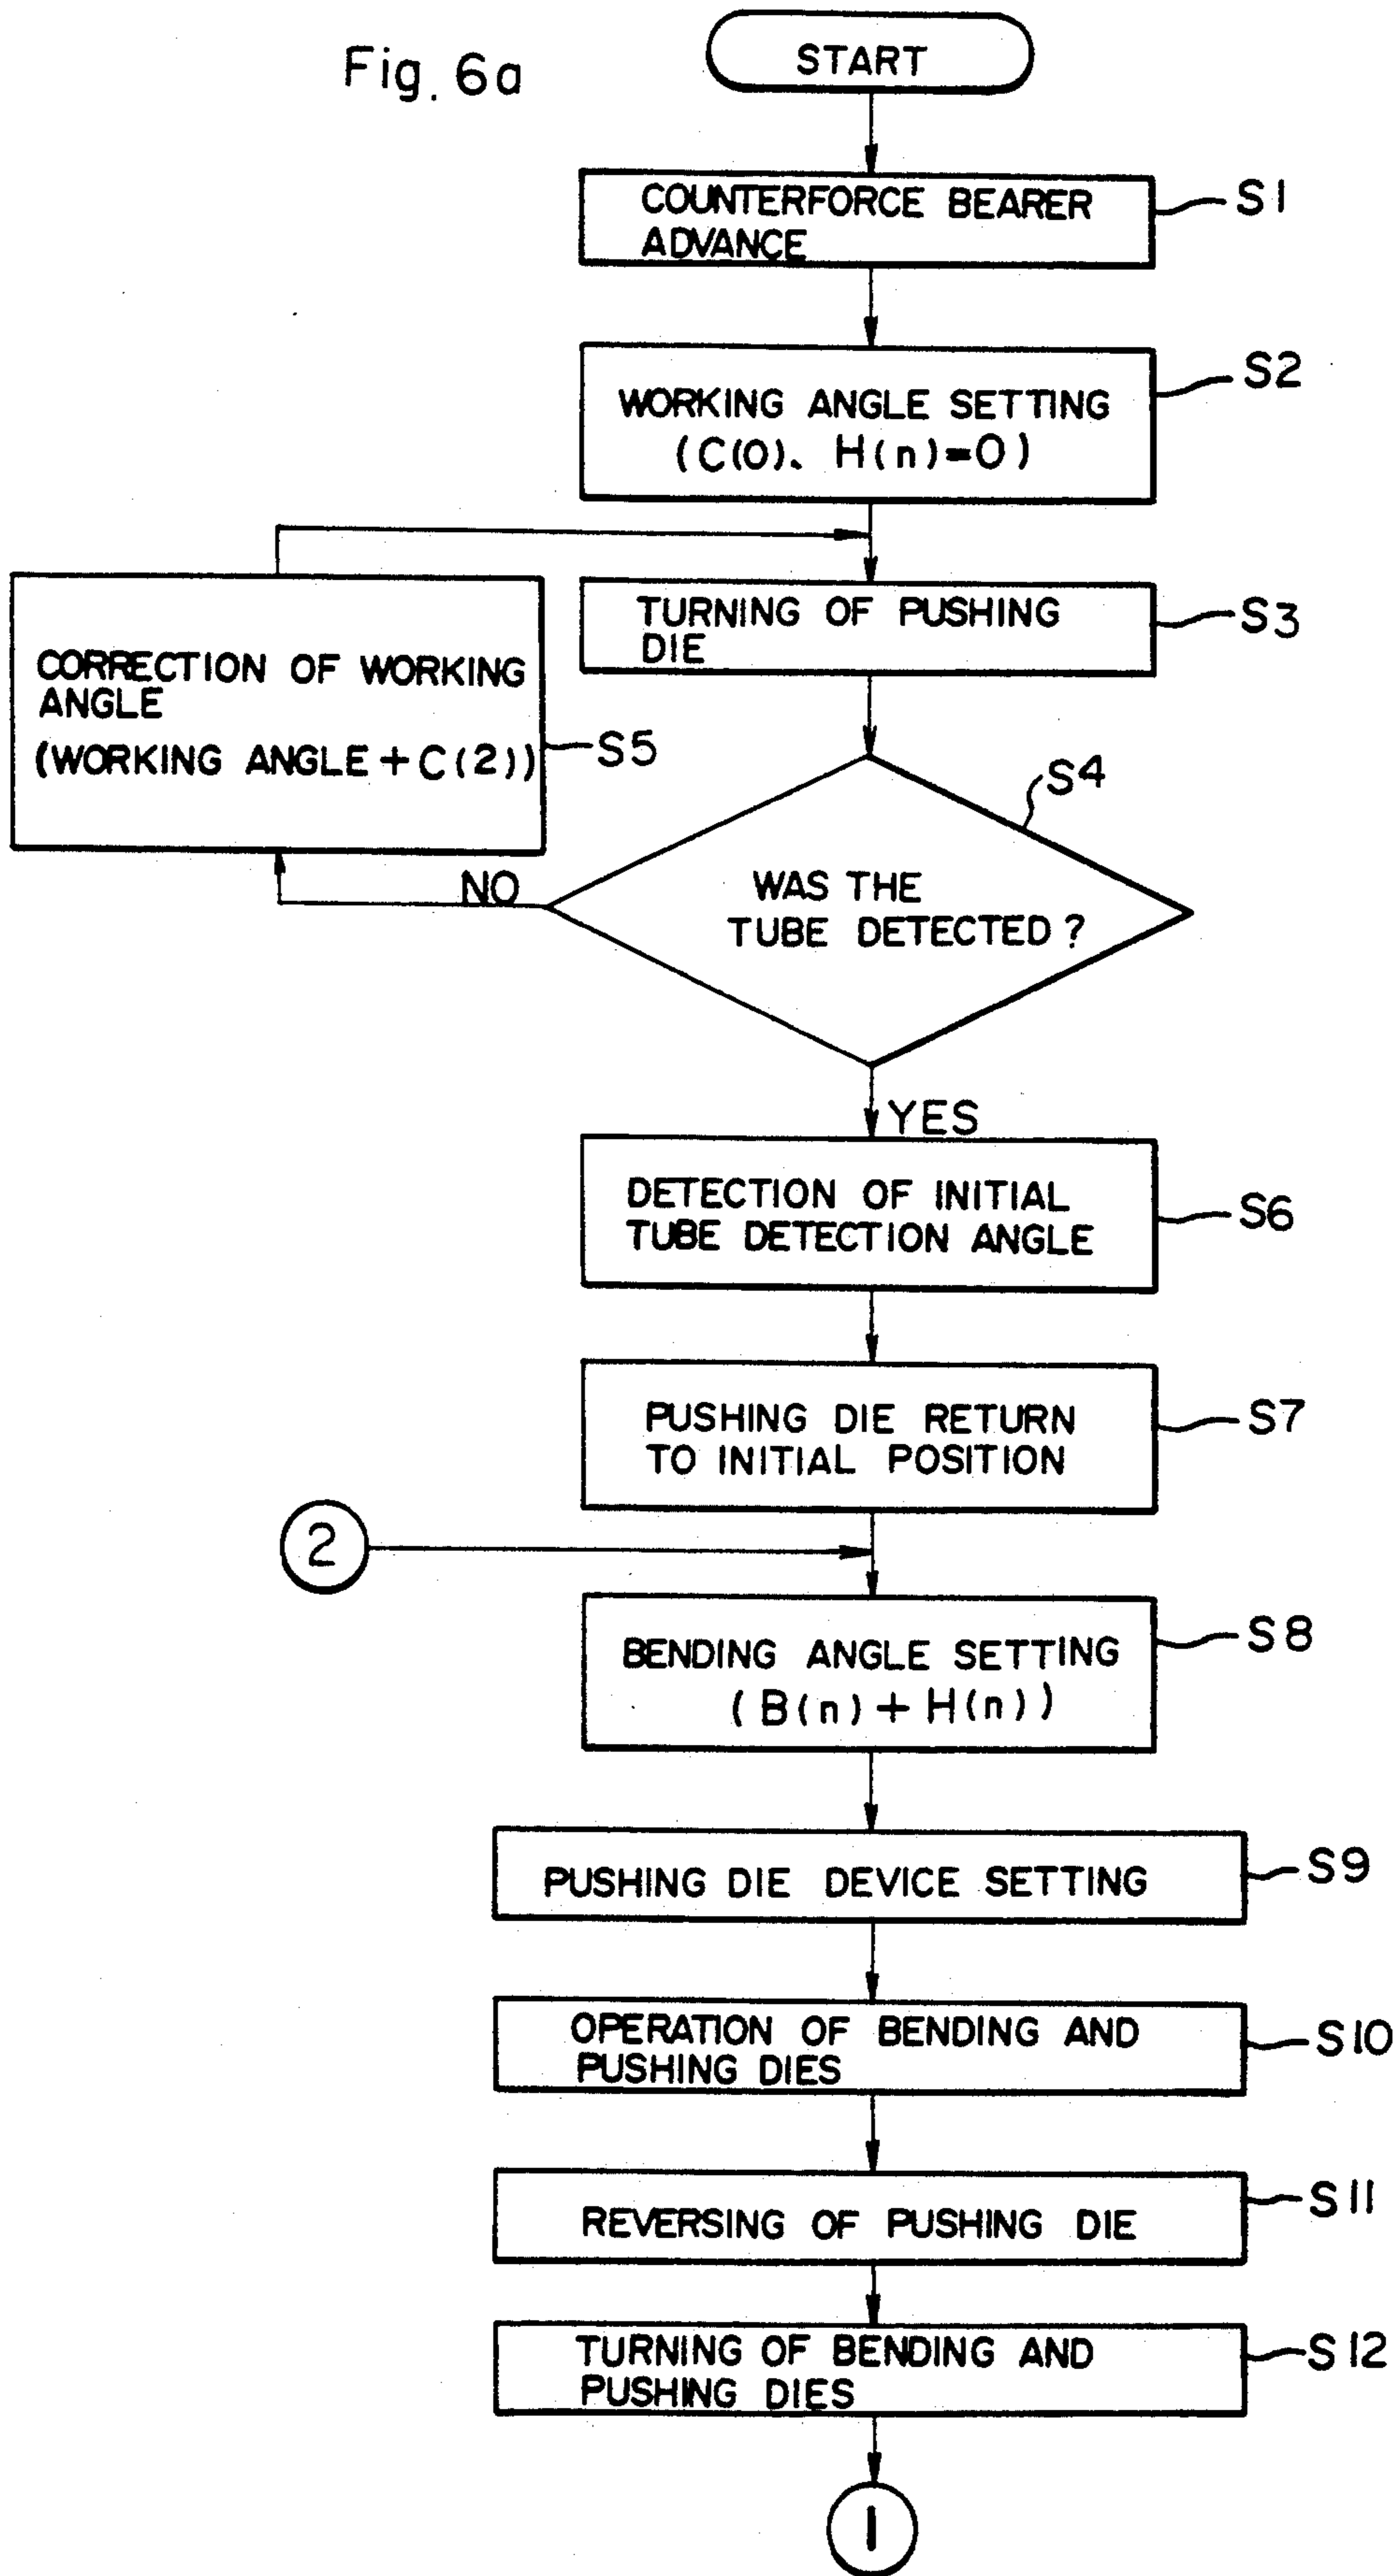 Fig. 6a
START
COUNTERFORCE BEARER
ADVANCE
S1
WORKING ANGLE SETTING
(C(0). H(n)=0)
S2
TURNING OF PUSHING
DIE
S3
CORRECTION OF WORKING
ANGLE
(WORKING ANGLE+C(2))
S5
S4
WAS THE
TUBE DETECTED?
NO
YES
DETECTION OF INITIAL
TUBE DETECTION ANGLE
S6
PUSHING DIE RETURN
TO INITIAL POSITION
S7
2
BENDING ANGLE SETTING
(B(n)+H(n))
S8
PUSHING DIE DEVICE SETTING
S9
OPERATION OF BENDING AND
PUSHING DIES
S10
REVERSING OF PUSHING DIE
S11
TURNING OF BENDING AND
PUSHING DIES
S12
1